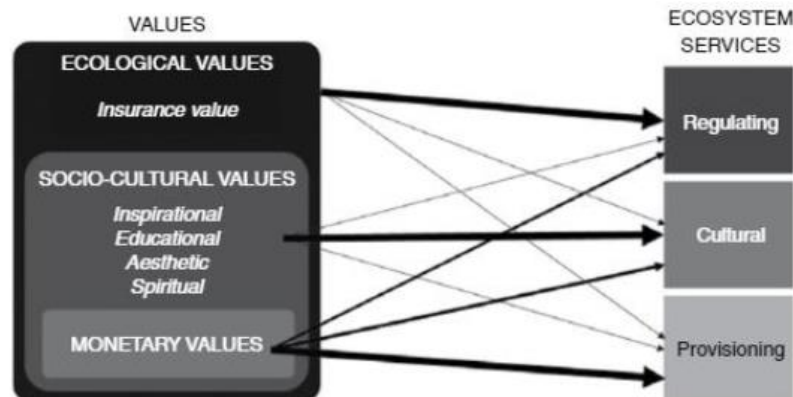 VALUES
ECOLOGICAL VALUES
Insurance value
SOCIO-CULTURAL VALUES
Inspirational
Educational
Aesthetic
Spiritual
MONETARY VALUES
ECOSYSTEM
SERVICES
Regulating
Cultural
Provisioning